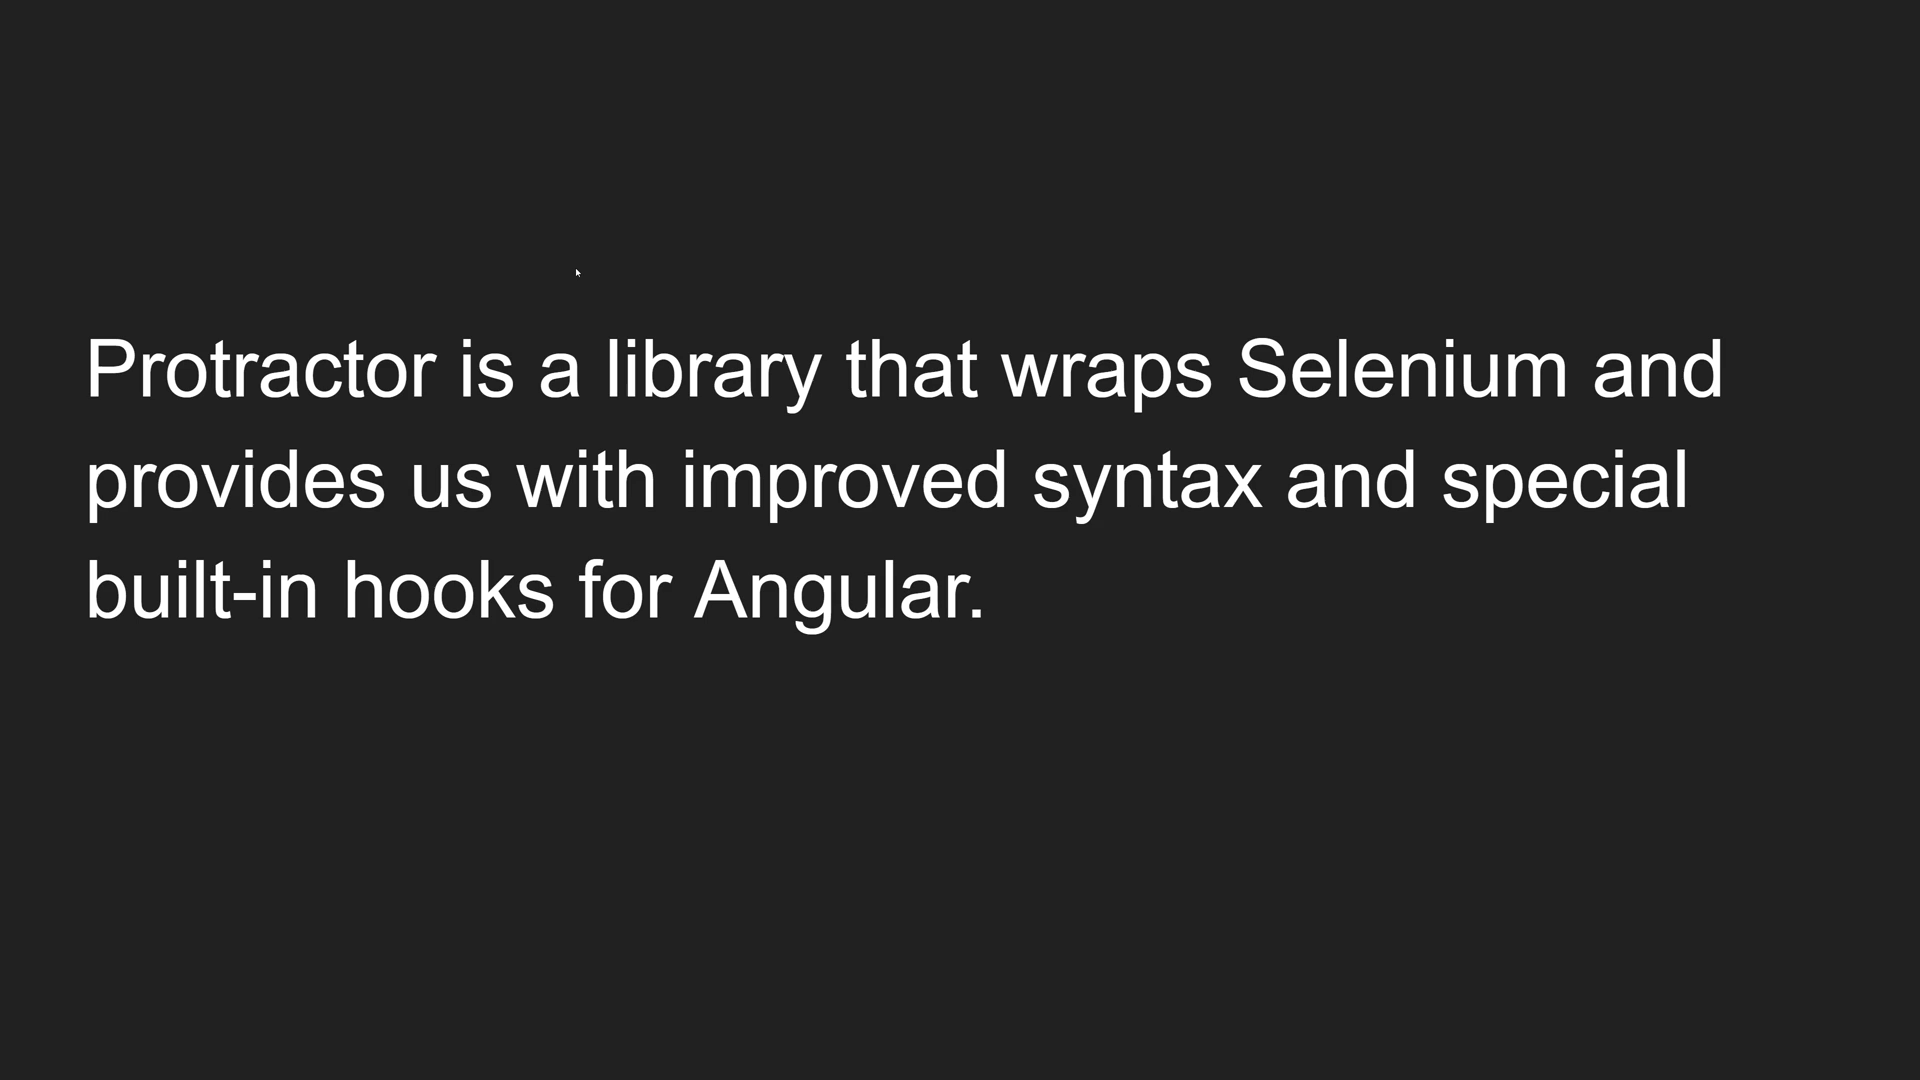 Protractor is a library that wraps Selenium and
provides us with improved syntax and special
built-in hooks for Angular.